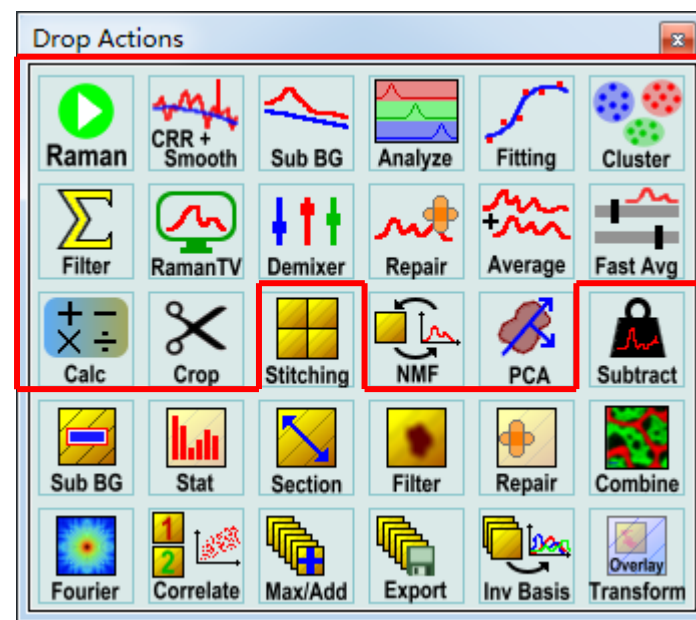 Drop Actions
Raman
CRR +
Smooth
Sub BG
Analyze
Fitting
Cluster
Filter
RamanTV
Demixer
Repair
Average
Fast Avg
Calc
Crop
Stitching
NMF
PCA
Subtract
Sub BG
Stat
Section
Filter
Repair
Combine
Fourier
1
2
Correlate
Max/Add
Export
Inv Basis
Overlay
Transform